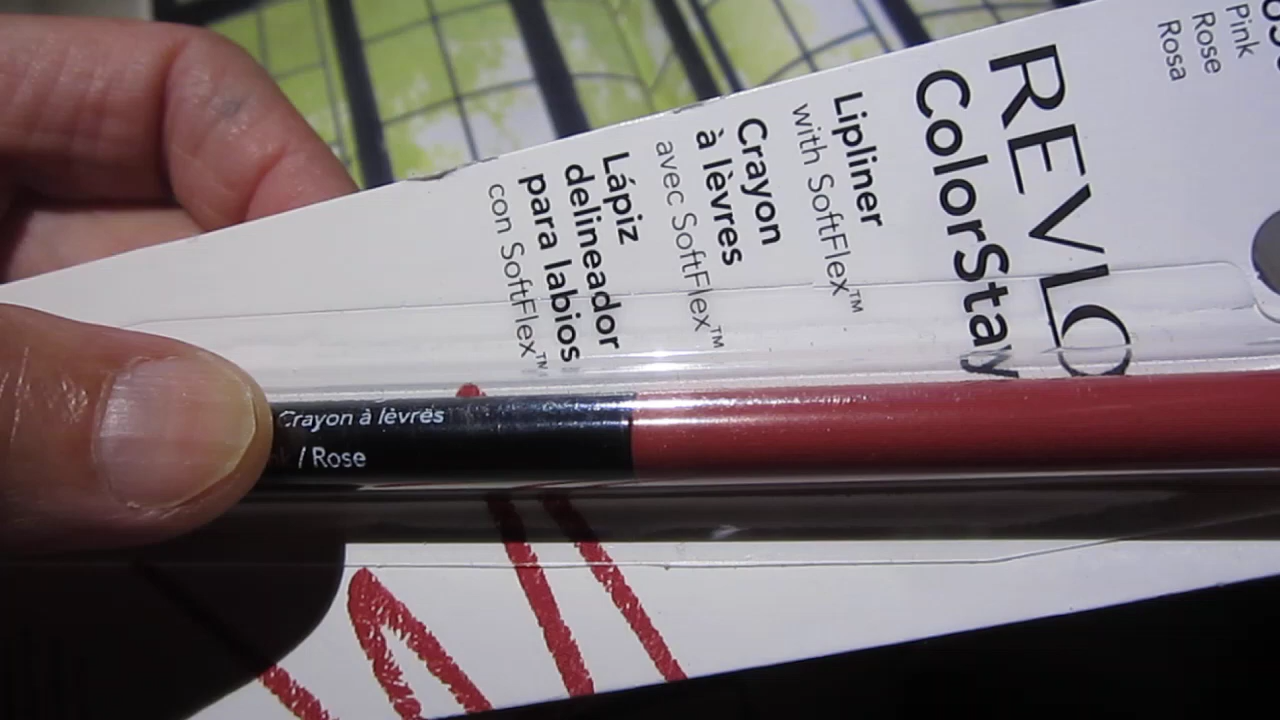 Pink
Rose
Rosa
REVLO
ColorStay
Lipliner
with SoftFlex™
Crayon
à lèvres
avec SoftFlex™
Lápiz
delineador
para labios
con SoftFlex™
Crayon à lèvres
/ Rose